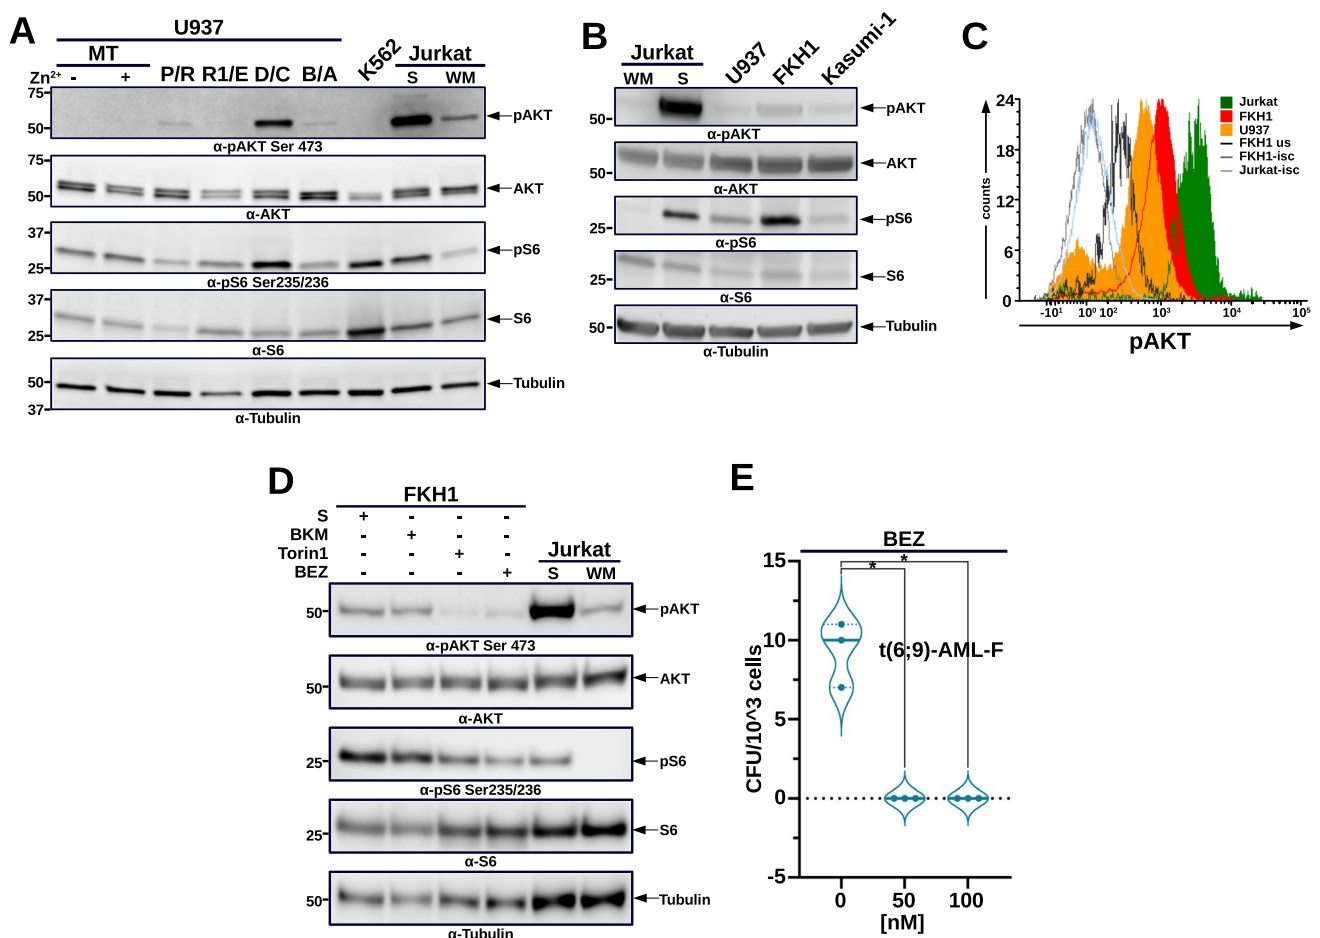 A
U937
MT
K562
Jurkat
Zn2+ - + P/R R1/E D/C B/A S WM
75
50
pAKT
α-pAKT Ser 473
75
50
AKT
α-AKT
37
25
pS6
α-pS6 Ser235/236
37
25
S6
α-S6
50
37
Tubulin
α-Tubulin
B
Jurkat
WM S U937 FKH1 Kasumi-1
50
pAKT
α-pAKT
50
AKT
α-AKT
25
pS6
α-pS6
25
S6
α-S6
50
Tubulin
α-Tubulin
C
24
18
12
6
0
counts
Jurkat
FKH1
U937
FKH1 us
FKH1-isc
Jurkat-isc
-10¹ 10⁰ 10² 10³ 10⁴ 10⁵
pAKT
D
FKH1
S + - - -
BKM - + - -
Torin1 - - + -
Jurkat
BEZ - - - + S WM
50
pAKT
α-pAKT Ser 473
50
AKT
α-AKT
25
pS6
α-pS6 Ser235/236
25
S6
α-S6
50
Tubulin
α-Tubulin
E
BEZ
* *
t(6;9)-AML-F
CFU/10^3 cells
15
10
5
0
-5
0 50 100
[nM]